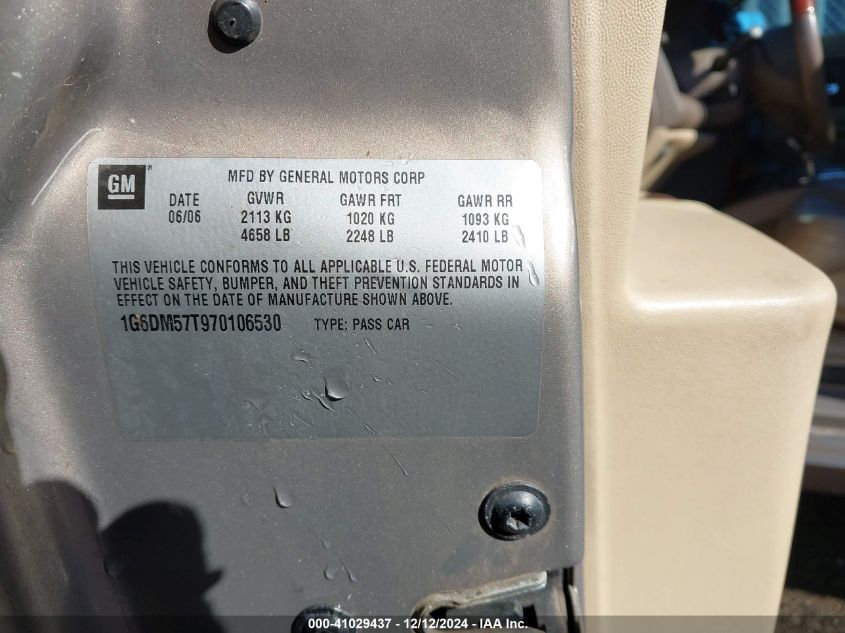 GM
MFD BY GENERAL MOTORS CORP
DATE GVWR GAWR FRT GAWR RR
06/06 2113 KG 1020 KG 1093 KG
4658 LB 2248 LB 2410 LB
THIS VEHICLE CONFORMS TO ALL APPLICABLE U.S. FEDERAL MOTOR
VEHICLE SAFETY, BUMPER, AND THEFT PREVENTION STANDARDS IN
EFFECT ON THE DATE OF MANUFACTURE SHOWN ABOVE.
1G6DM57T970106530 TYPE: PASS CAR
000-41029437 - 12/12/2024 - IAA Inc.